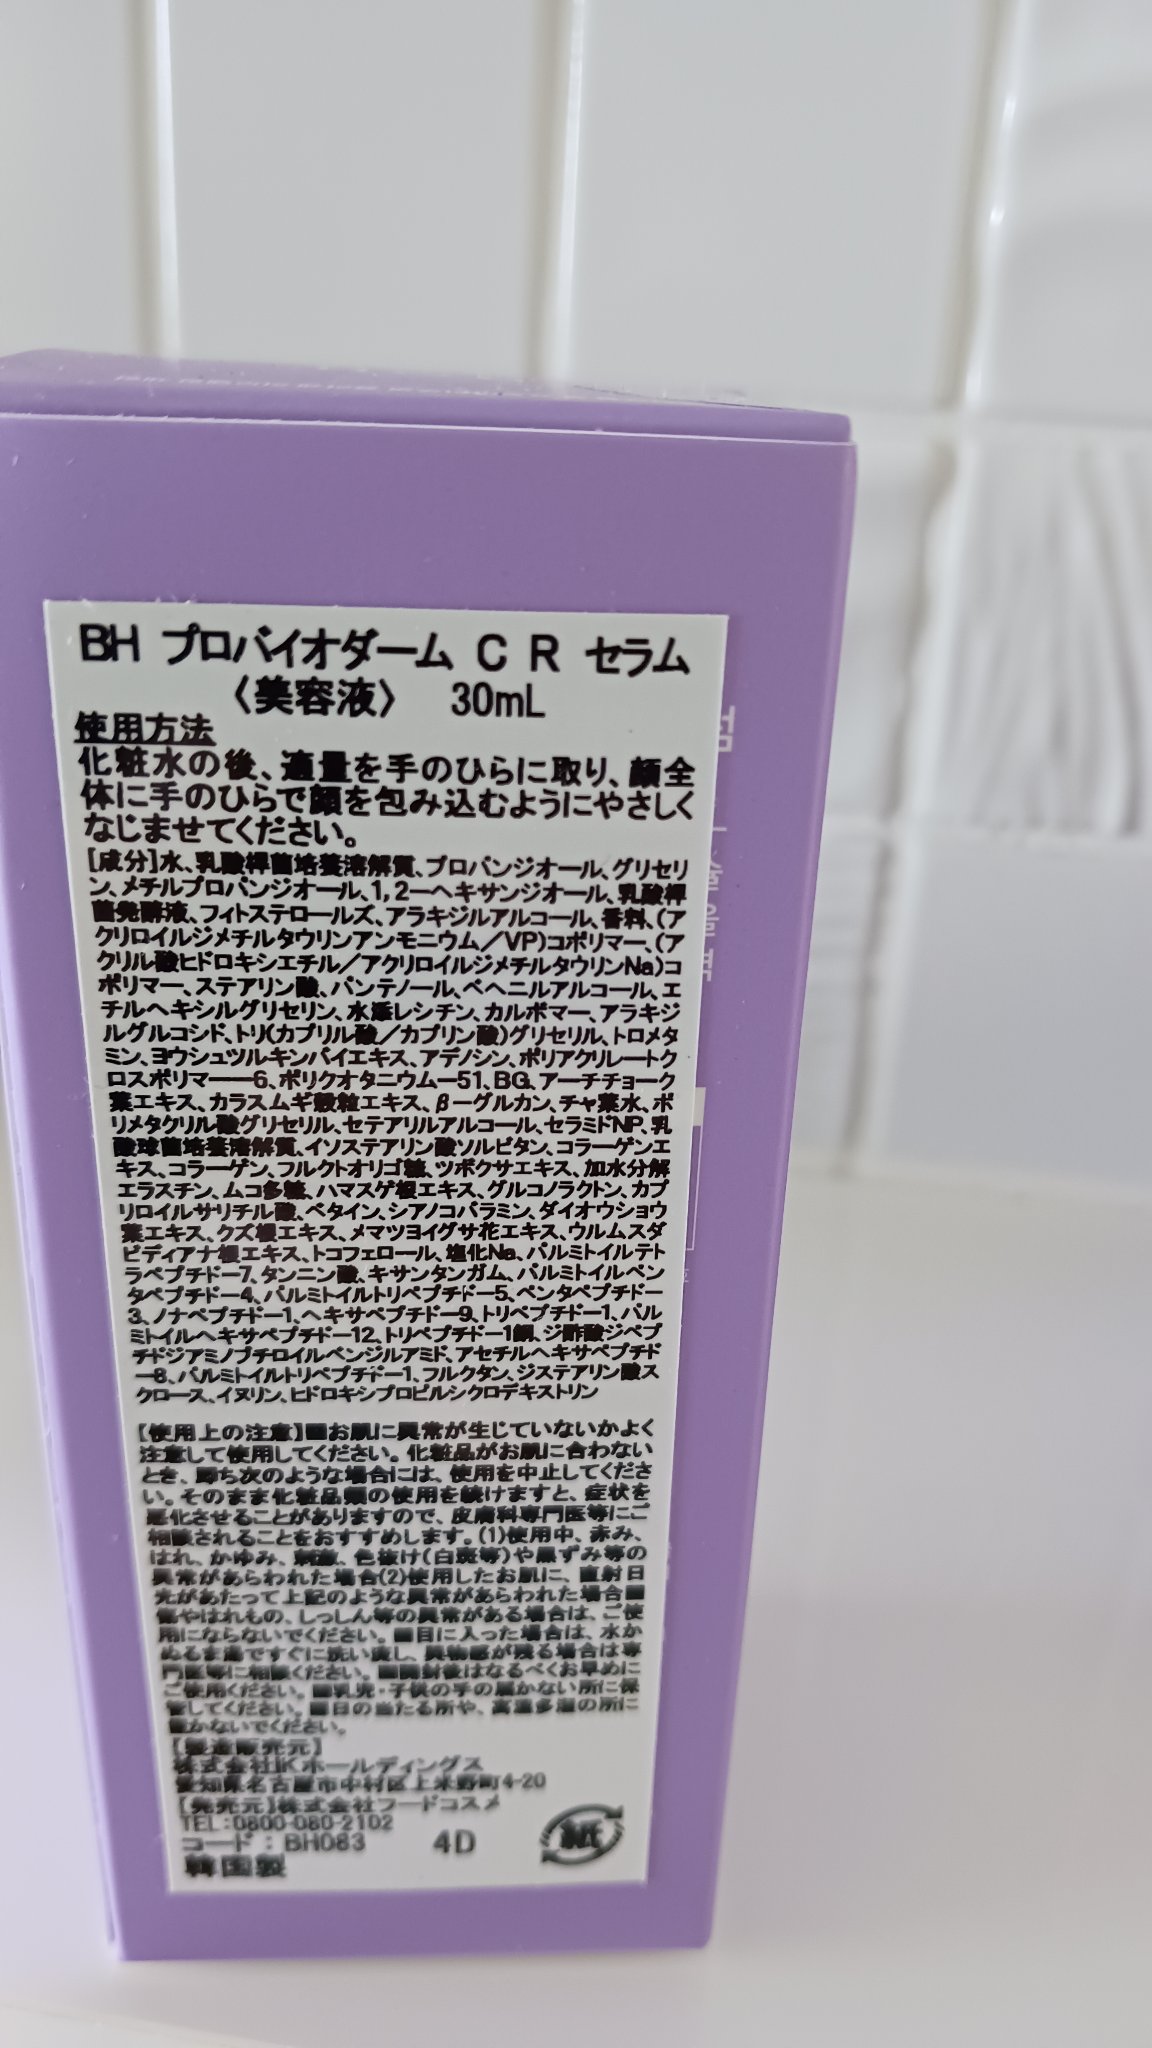 BH プロバイオダーム C R セラム
〈美容液〉 30mL
使用方法
化粧水の後、適量を手のひらに取り、顔全
体に手のひらで顔を包み込むようにやさしく
なじませてください。
[成分]水、乳酸桿菌培養溶解質、プロパンジオール、グリセリ
ン、メチルプロパンジオール、1,2ーヘキサンジオール、乳酸桿
菌発酵液、フィトステロールズ、アラキジルアルコール、香料、(ア
クリロイルジメチルタウリンアンモニウム/VP)コポリマー、(ア
クリル酸ヒドロキシエチル/アクリロイルジメチルタウリンNa)コ
ポリマー、ステアリン酸、パンテノール、ベヘニルアルコール、エ
チルヘキシルグリセリン、水添レシチン、カルボマー、アラキジ
ルグルコシド、トリ(カプリル酸/カプリン酸)グリセリル、トロメタ
ミン、ヨウシュツルキンバイエキス、アデノシン、ポリアクリレートク
ロスポリマーー6、ポリクオタニウムー51、BG、アーチチョーク
葉エキス、カラスムギ穀粒エキス、βーグルカン、チャ葉水、ポ
リメタクリル酸グリセリル、セテアリルアルコール、セラミドNP、乳
酸球菌培養溶解質、イソステアリン酸ソルビタン、コラーゲンエ
キス、コラーゲン、フルクトオリゴ糖、ツボクサエキス、加水分解
エラスチン、ムコ多糖、ハマスゲ根エキス、グルコノラクトン、カプ
リロイルサリチル酸、ベタイン、シアノコバラミン、ダイオウショウ
葉エキス、クズ根エキス、メマツヨイグサ花エキス、ウルムスダ
ビディアナ根エキス、トコフェロール、塩化Na、パルミトイルテト
ラペプチドー7、タンニン酸、キサンタンガム、パルミトイルペン
タペプチドー4、パルミトイルトリペプチドー5、ペンタペプチドー
3、ノナペプチドー1、ヘキサペプチドー9、トリペプチドー1、パル
ミトイルヘキサペプチドー12、トリペプチドー1銅、ジ酢酸ジペプ
チドジアミノブチロイルベンジルアミド、アセチルヘキサペプチド
ー8、パルミトイルトリペプチドー1、フルクタン、ジステアリン酸ス
クロース、イヌリン、ヒドロキシプロピルシクロデキストリン
【使用上の注意】■お肌に異常が生じていないかよく
注意して使用してください。化粧品がお肌に合わない
とき、即ち次のような場合には、使用を中止してくださ
い。そのまま化粧品類の使用を続けますと、症状を
悪化させることがありますので、皮膚科専門医等にご
相談されることをおすすめします。(1)使用中、赤み、
はれ、かゆみ、刺激、色抜け(白斑等)や黒ずみ等の
異常があらわれた場合(2)使用したお肌に、直射日
光があたって上記のような異常があらわれた場合■
傷やはれもの、しっしん等の異常がある場合は、ご使
用にならないでください。■目に入った場合は、水か
ぬるま湯ですぐに洗い流し、異物感が残る場合は専
門医等に相談ください。■開封後はなるべくお早めに
ご使用ください。■乳児・子供の手の届かない所に保
管してください。■日の当たる所や、高温多湿の所に
置かないでください。
【製造販売元】
株式会社IKホールディングス
愛知県名古屋市中村区上米野町4-20
【発売元】株式会社フードコスメ
TEL:0800-080-2102
コード : BH083 4D
韓国製